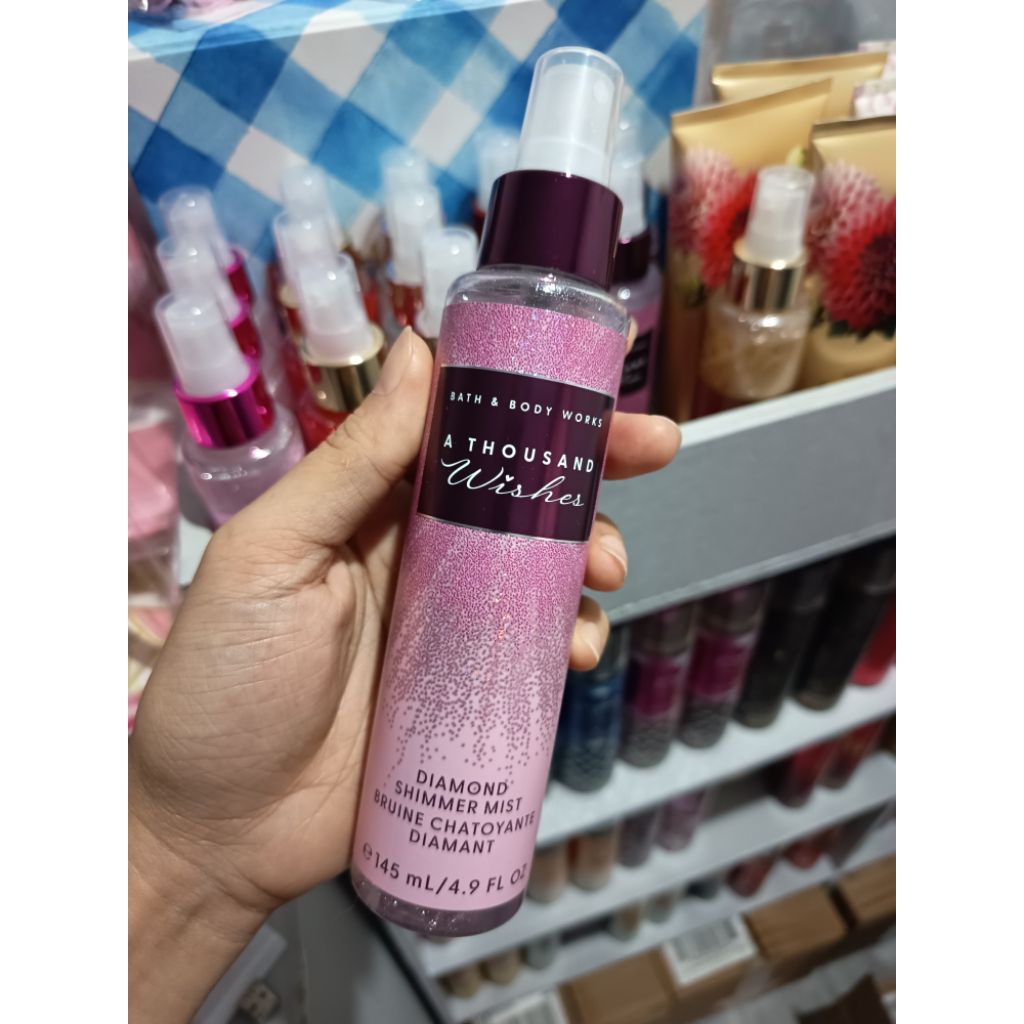 BATH & BODY WORKS
A THOUSAND
Wishes
DIAMOND
SHIMMER MIST
BRUINE CHATOYANTE
DIAMANT
℮145 mL/4.9 FL OZ